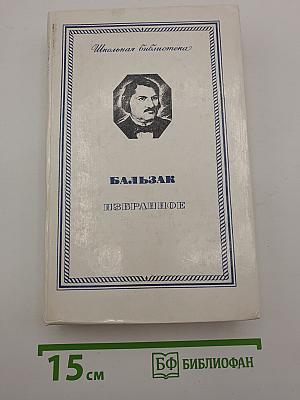 Школьная библиотека
БАЛЬЗАК
ИЗБРАННОЕ
15 см
БФ БИБЛИОФАН